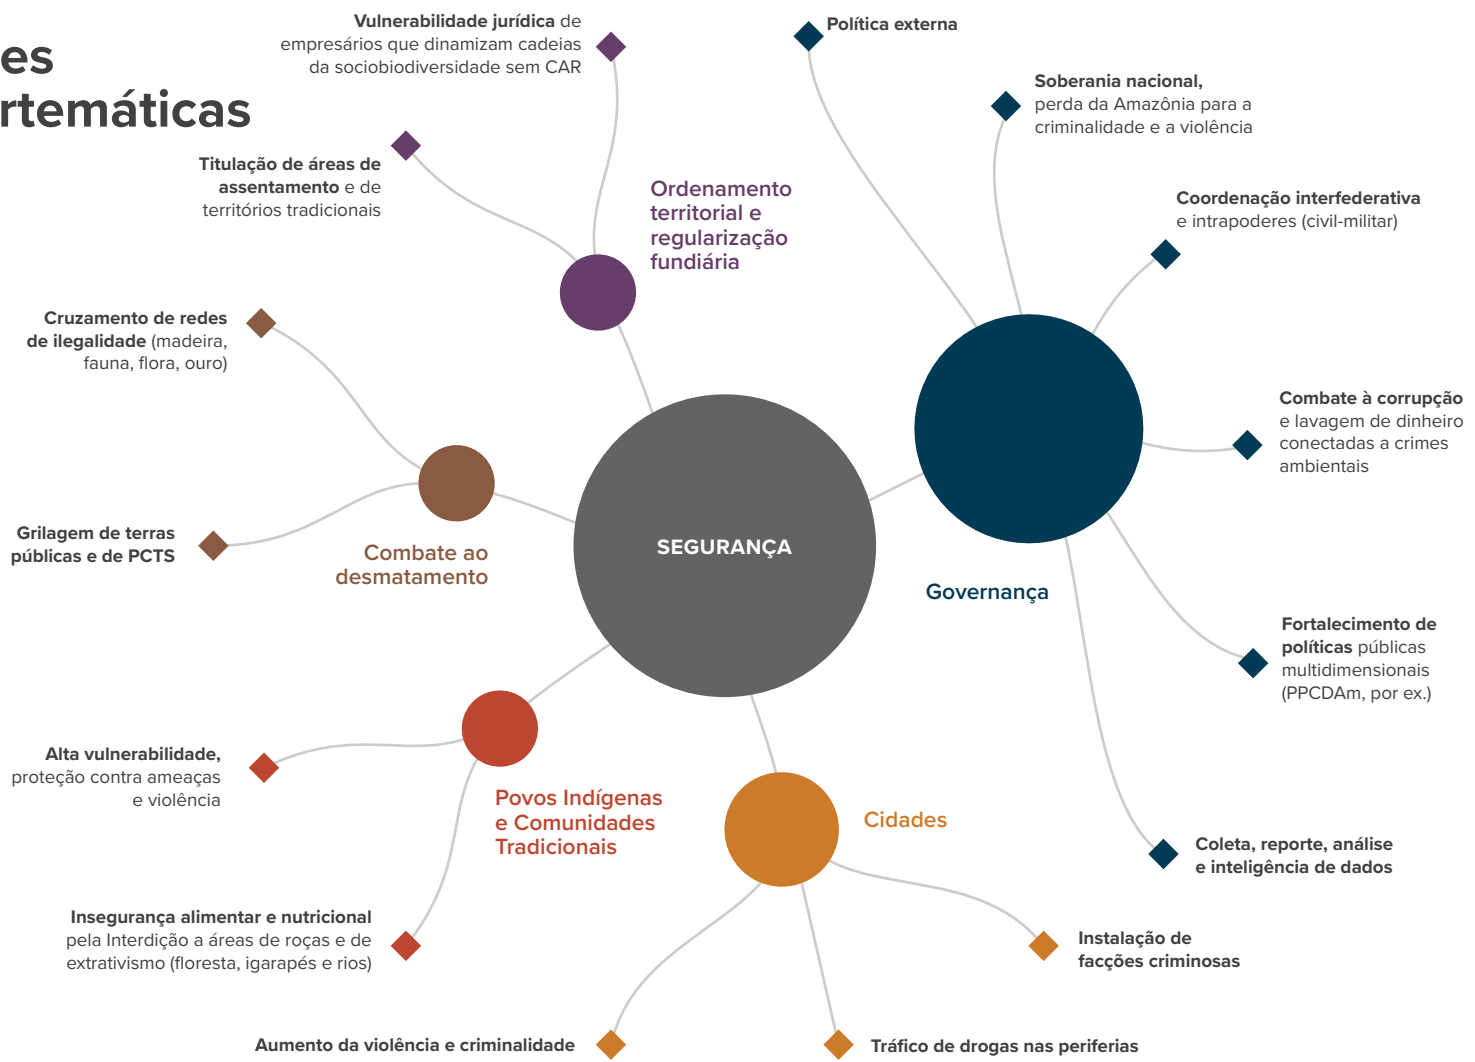 es
rtemáticas
Vulnerabilidade jurídica de
empresários que dinamizam cadeias
da sociobiodiversidade sem CAR
Titulação de áreas de
assentamento e de
territórios tradicionais
Ordenamento
territorial e
regularização
fundiária
Política externa
Soberania nacional,
perda da Amazônia para a
criminalidade e a violência
Coordenação interfederativa
e intrapoderes (civil-militar)
Combate à corrupção
e lavagem de dinheiro
conectadas a crimes
ambientais
Fortalecimento de
políticas públicas
multidimensionais
(PPCDAm, por ex.)
Coleta, reporte, análise
e inteligência de dados
Governança
SEGURANÇA
Cruzamento de redes
de ilegalidade (madeira,
fauna, flora, ouro)
Grilagem de terras
públicas e de PCTS
Combate ao
desmatamento
Alta vulnerabilidade,
proteção contra ameaças
e violência
Povos Indígenas
e Comunidades
Tradicionais
Insegurança alimentar e nutricional
pela Interdição a áreas de roças e de
extrativismo (floresta, igarapés e rios)
Cidades
Instalação de
facções criminosas
Aumento da violência e criminalidade
Tráfico de drogas nas periferias